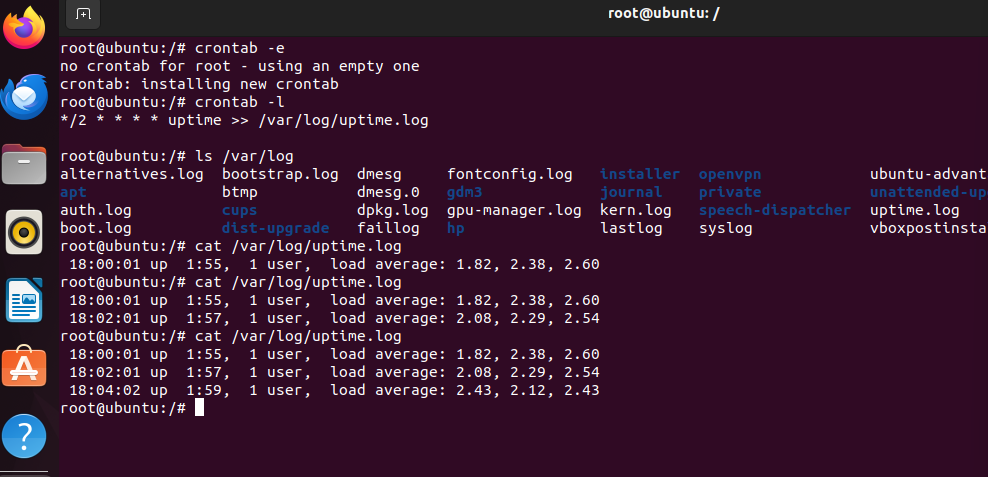 root@ubuntu: /
root@ubuntu:/# crontab -e
no crontab for root - using an empty one
crontab: installing new crontab
root@ubuntu:/# crontab -l
*/2 * * * * uptime >> /var/log/uptime.log
root@ubuntu:/# ls /var/log
alternatives.log bootstrap.log dmesg fontconfig.log installer openvpn ubuntu-advant
apt btmp dmesg.0 gdm3 journal private unattended-up
auth.log cups dpkg.log gpu-manager.log kern.log speech-dispatcher uptime.log
boot.log dist-upgrade faillog hp lastlog syslog vboxpostinsta
root@ubuntu:/# cat /var/log/uptime.log
 18:00:01 up  1:55,  1 user,  load average: 1.82, 2.38, 2.60
root@ubuntu:/# cat /var/log/uptime.log
 18:00:01 up  1:55,  1 user,  load average: 1.82, 2.38, 2.60
 18:02:01 up  1:57,  1 user,  load average: 2.08, 2.29, 2.54
root@ubuntu:/# cat /var/log/uptime.log
 18:00:01 up  1:55,  1 user,  load average: 1.82, 2.38, 2.60
 18:02:01 up  1:57,  1 user,  load average: 2.08, 2.29, 2.54
 18:04:02 up  1:59,  1 user,  load average: 2.43, 2.12, 2.43
root@ubuntu:/#